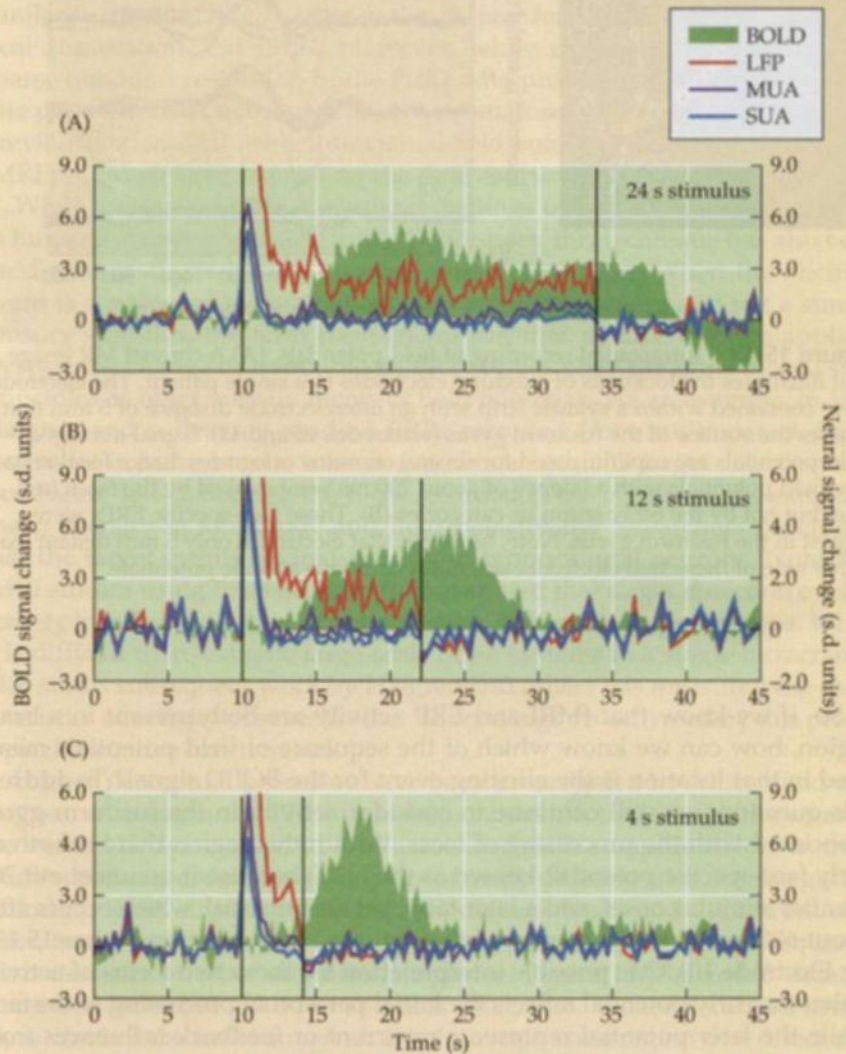 BOLD
LFP
MUA
SUA
(A)
9.0 9.0
24 s stimulus
6.0 6.0
3.0 3.0
0 0
–3.0 –3.0
0 5 10 15 20 25 30 35 40 45
(B)
9.0 6.0
12 s stimulus
6.0 4.0
3.0 2.0
0 0
–3.0 –2.0
0 5 10 15 20 25 30 35 40 45
BOLD signal change (s.d. units)
Neural signal change (s.d. units)
(C)
6.0 9.0
4 s stimulus
4.0 6.0
3.0 3.0
0 0
–3.0 –3.0
0 5 10 15 20 25 30 35 40 45
Time (s)